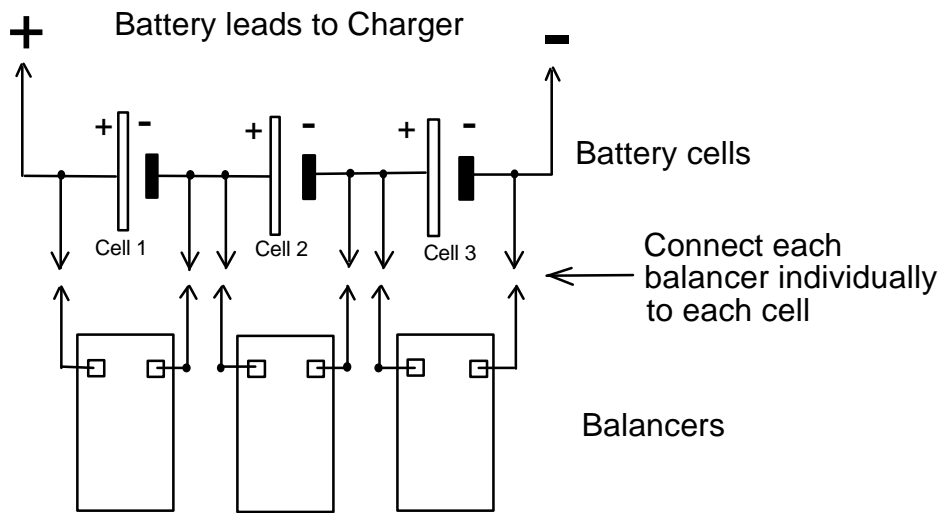 Battery leads to Charger
+ -
+ - + - + -
Battery cells
Cell 1 Cell 2 Cell 3
Connect each
balancer individually
to each cell
Balancers